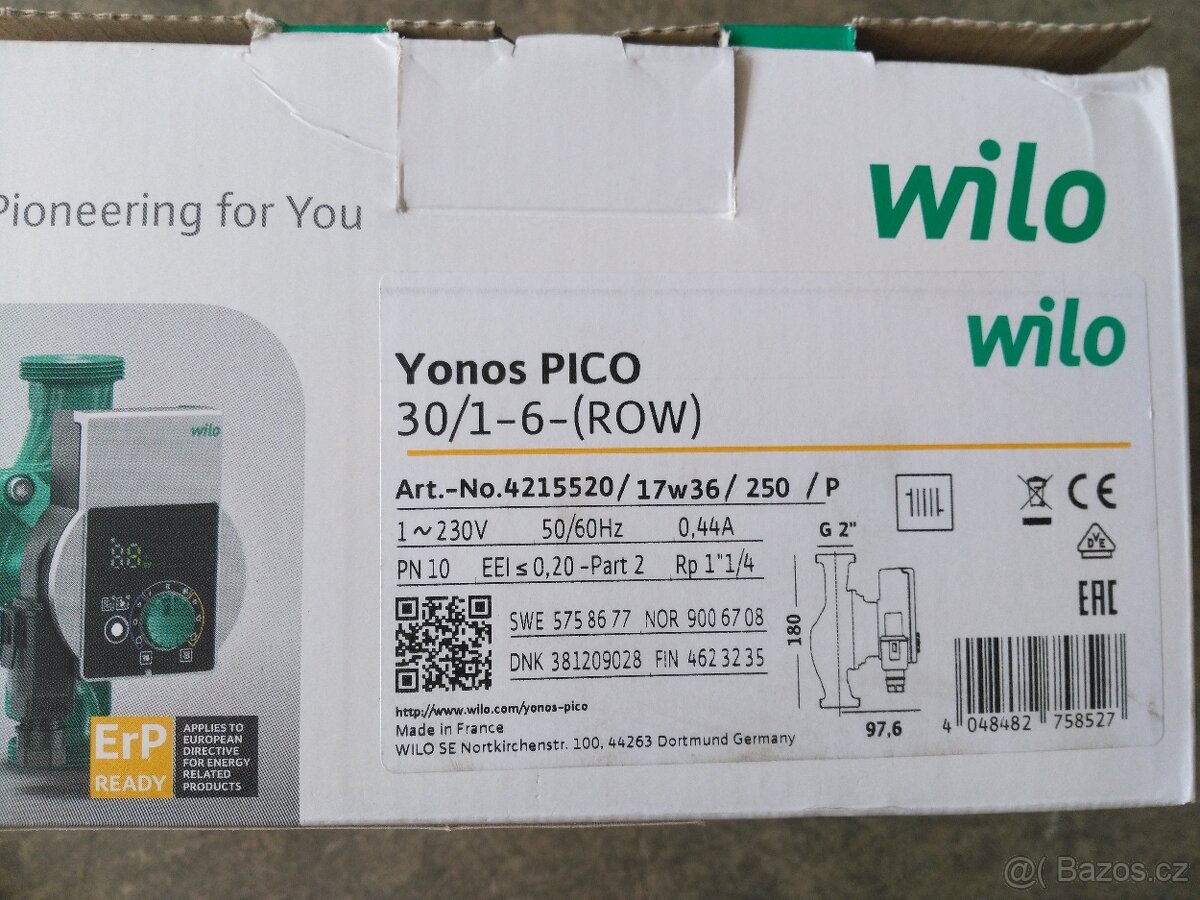 wilo
Pioneering for You
wilo
Yonos PICO
30/1-6-(ROW)
Art.-No.4215520/ 17w36/ 250 /P
1~230V 50/60Hz 0,44A
PN 10 EEI ≤ 0,20 -Part 2 Rp 1"1/4
SWE 575 86 77 NOR 900 67 08
DNK 381209028 FIN 462 32 35
http://www.wilo.com/yonos-pico
Made in France
WILO SE Nortkirchenstr. 100, 44263 Dortmund Germany
G 2"
180
97,6
CE
DVE
EAC
4 048482 758527
wilo
ErP
READY
APPLIES TO
EUROPEAN
DIRECTIVE
FOR ENERGY
RELATED
PRODUCTS
@( Bazos.cz